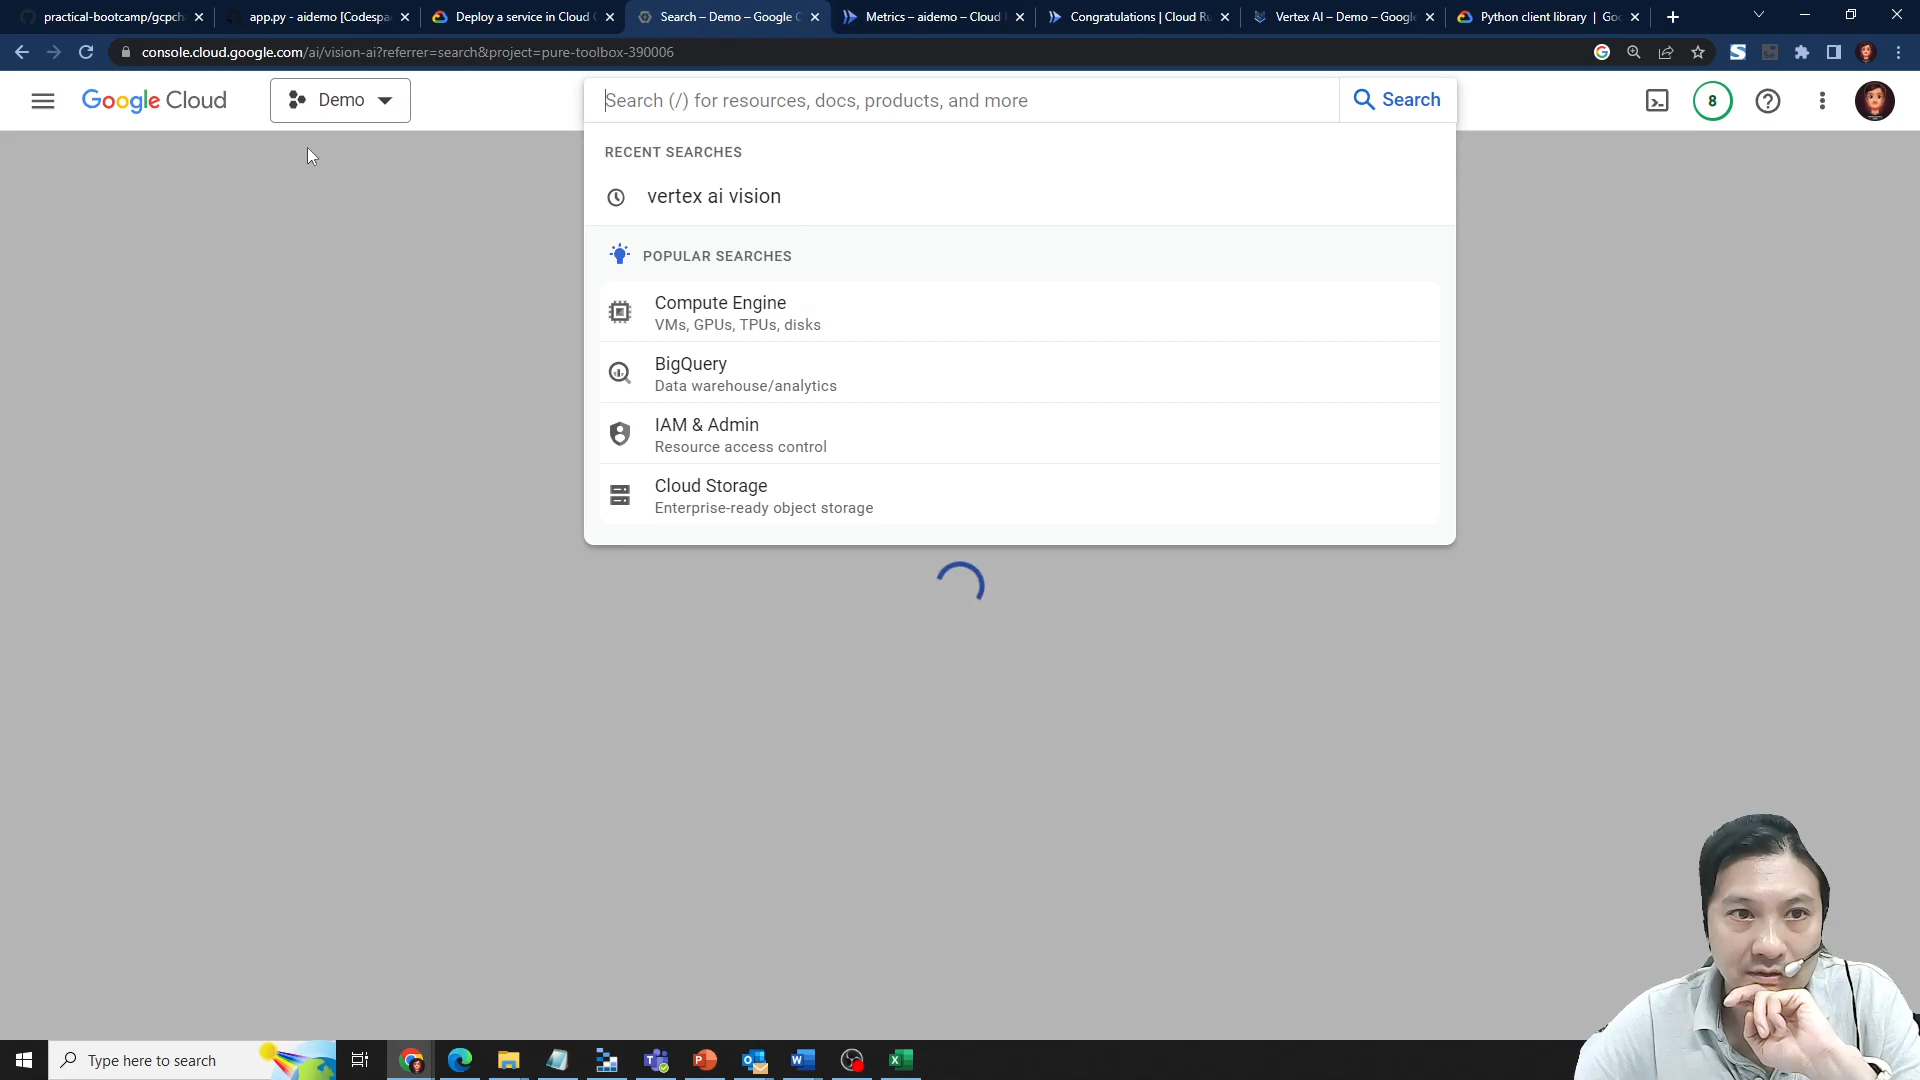 practical-bootcamp/gcpch
app.py - aidemo [Codespa
Deploy a service in Cloud
Search – Demo – Google C
Metrics – aidemo – Cloud
Congratulations | Cloud Ru
Vertex AI – Demo – Google
Python client library | Goo
console.cloud.google.com/ai/vision-ai?referrer=search&project=pure-toolbox-390006
Google Cloud
Demo
Search (/) for resources, docs, products, and more
Search
8
RECENT SEARCHES
vertex ai vision
POPULAR SEARCHES
Compute Engine
VMs, GPUs, TPUs, disks
BigQuery
Data warehouse/analytics
IAM & Admin
Resource access control
Cloud Storage
Enterprise-ready object storage
Type here to search